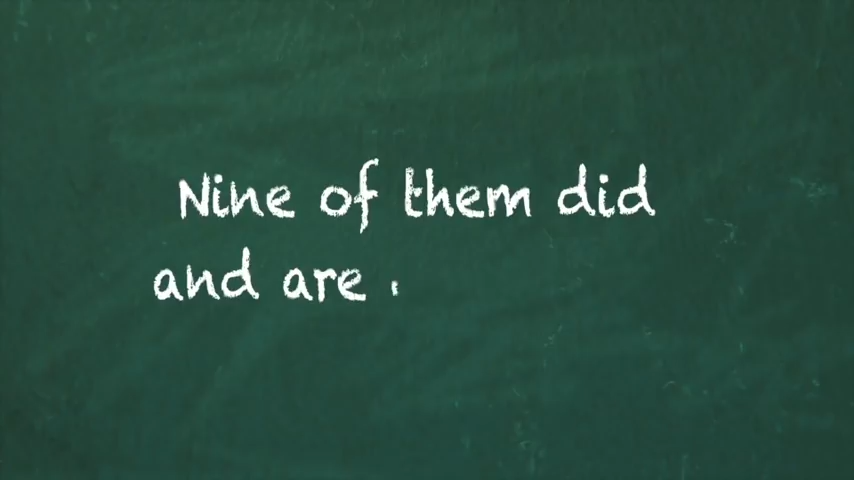 Nine of them did
and are